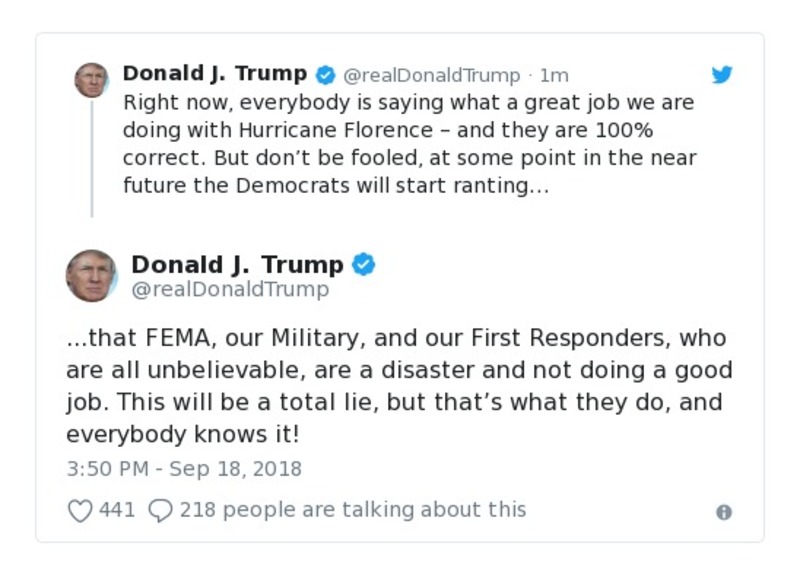 Donald J. Trump @realDonaldTrump · 1m
Right now, everybody is saying what a great job we are
doing with Hurricane Florence – and they are 100%
correct. But don’t be fooled, at some point in the near
future the Democrats will start ranting...
Donald J. Trump
@realDonaldTrump
...that FEMA, our Military, and our First Responders, who
are all unbelievable, are a disaster and not doing a good
job. This will be a total lie, but that’s what they do, and
everybody knows it!
3:50 PM - Sep 18, 2018
441 218 people are talking about this